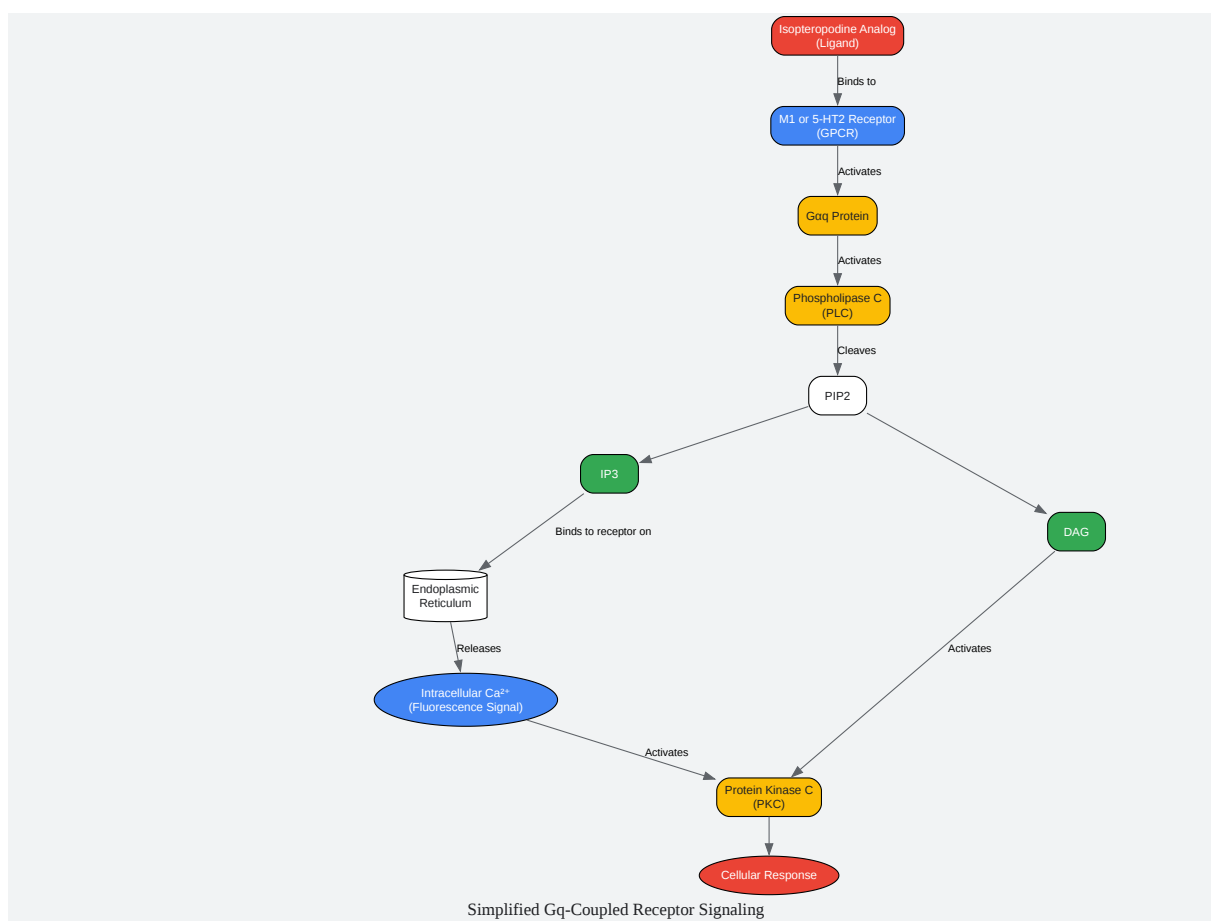 Isopteropodine Analog
(Ligand)
Binds to
M1 or 5-HT2 Receptor
(GPCR)
Activates
Gαq Protein
Activates
Phospholipase C
(PLC)
Cleaves
PIP2
IP3
Binds to receptor on
DAG
Endoplasmic
Reticulum
Releases
Activates
Intracellular Ca²⁺
(Fluorescence Signal)
Activates
Protein Kinase C
(PKC)
Cellular Response
Simplified Gq-Coupled Receptor Signaling